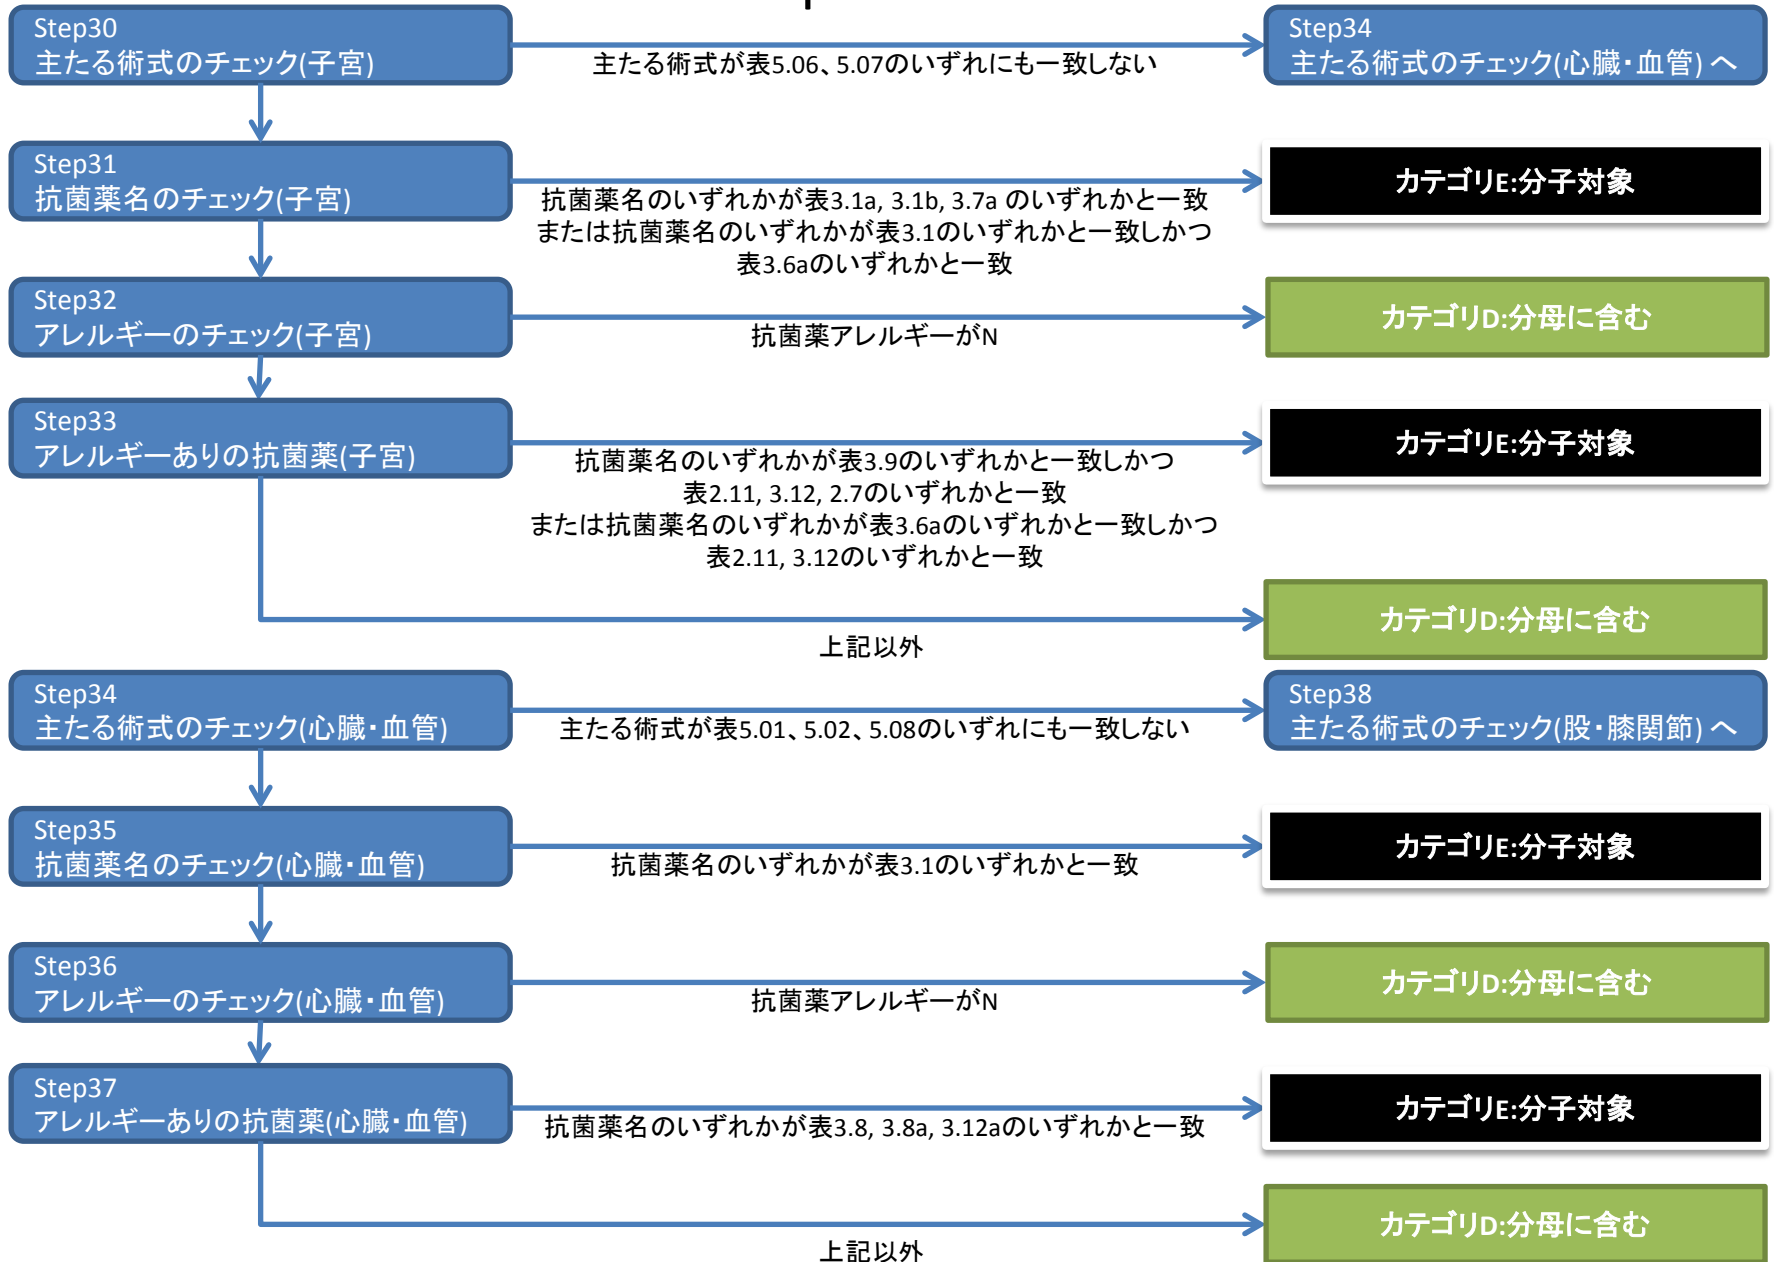 Step30
主たる術式のチェック(子宮)
主たる術式が表5.06、5.07のいずれにも一致しない
Step34
主たる術式のチェック(心臓・血管) へ
Step31
抗菌薬名のチェック(子宮)
抗菌薬名のいずれかが表3.1a, 3.1b, 3.7a のいずれかと一致
または抗菌薬名のいずれかが表3.1のいずれかと一致しかつ
表3.6aのいずれかと一致
カテゴリE:分子対象
Step32
アレルギーのチェック(子宮)
抗菌薬アレルギーがN
カテゴリD:分母に含む
Step33
アレルギーありの抗菌薬(子宮)
抗菌薬名のいずれかが表3.9のいずれかと一致しかつ
表2.11, 3.12, 2.7のいずれかと一致
または抗菌薬名のいずれかが表3.6aのいずれかと一致しかつ
表2.11, 3.12のいずれかと一致
カテゴリE:分子対象
上記以外
カテゴリD:分母に含む
Step34
主たる術式のチェック(心臓・血管)
主たる術式が表5.01、5.02、5.08のいずれにも一致しない
Step38
主たる術式のチェック(股・膝関節) へ
Step35
抗菌薬名のチェック(心臓・血管)
抗菌薬名のいずれかが表3.1のいずれかと一致
カテゴリE:分子対象
Step36
アレルギーのチェック(心臓・血管)
抗菌薬アレルギーがN
カテゴリD:分母に含む
Step37
アレルギーありの抗菌薬(心臓・血管)
抗菌薬名のいずれかが表3.8, 3.8a, 3.12aのいずれかと一致
カテゴリE:分子対象
上記以外
カテゴリD:分母に含む